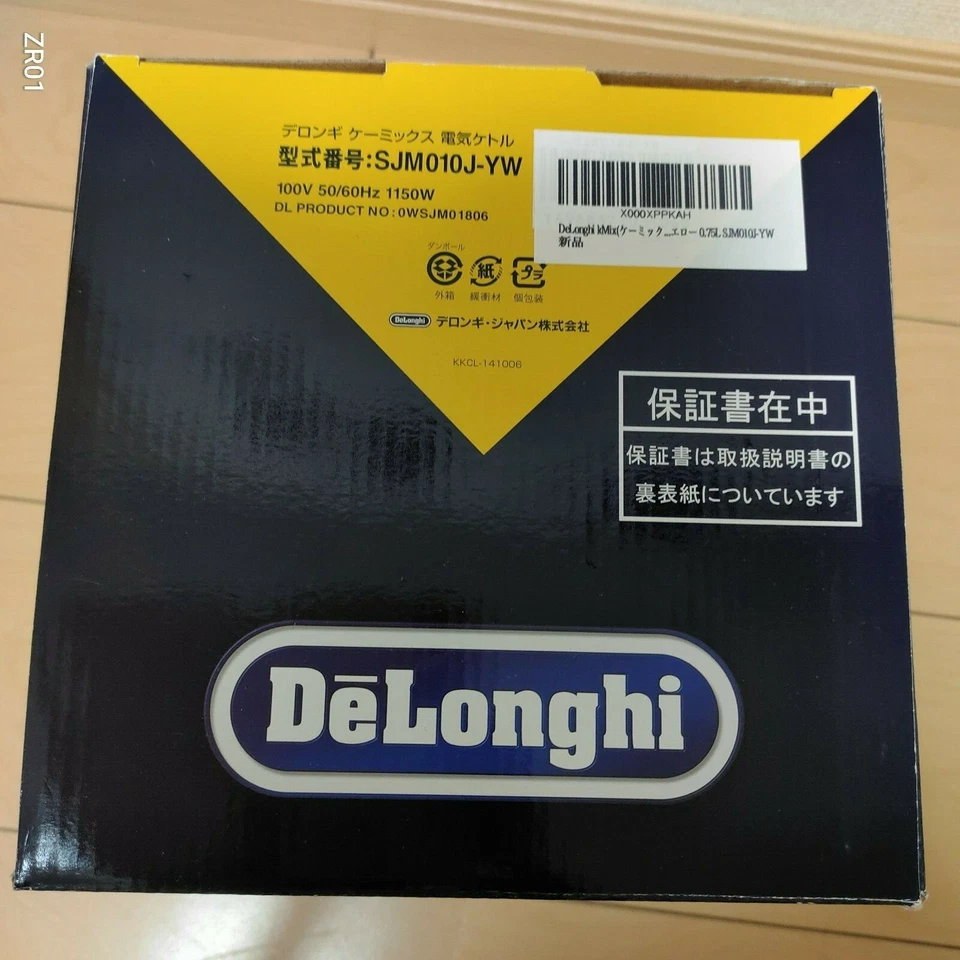 ZR01
デロンギ ケーミックス 電気ケトル
型式番号:SJM010J-YW
100V 50/60Hz 1150W
DL PRODUCT NO : 0WSJM01806
X000XPPKAH
DeLonghi kMix(ケーミック...エロー 0.75L SJM010J-YW
新品
ダンボール
紙
プラ
外箱 緩衝材 個包装
DeLonghi デロンギ・ジャパン株式会社
KKCL-141006
保証書在中
保証書は取扱説明書の
裏表紙についています
DēLonghi